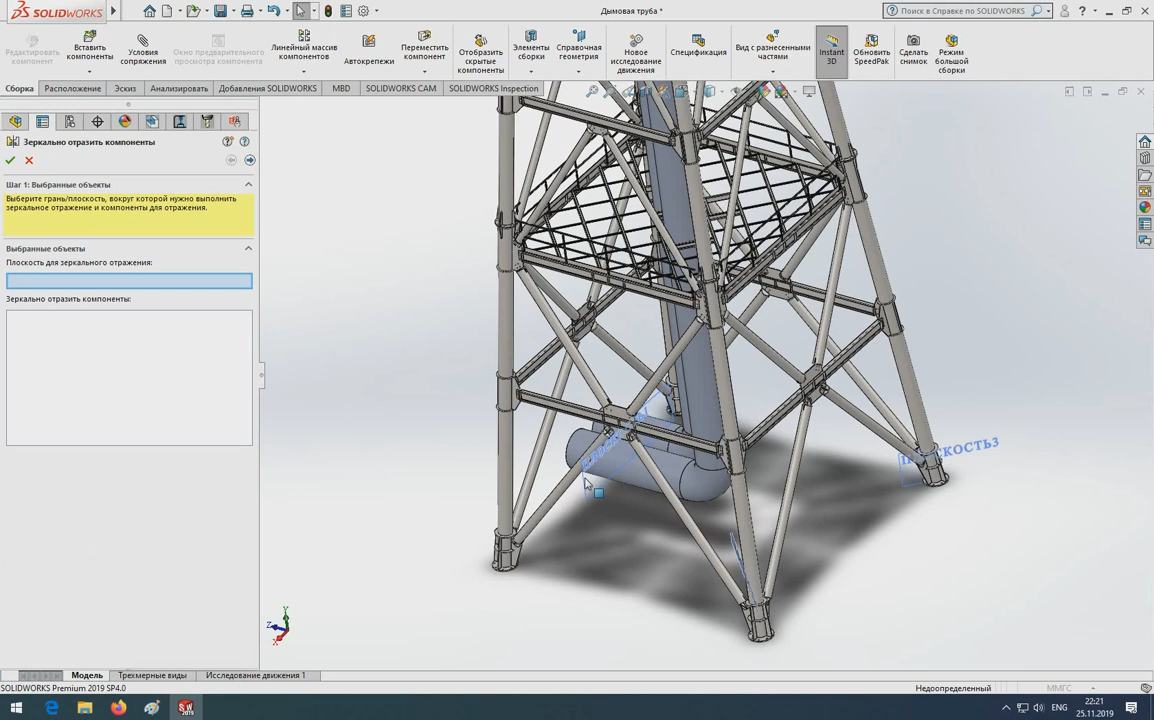 SOLIDWORKS
Дымовая труба *
Поиск в Справке по SOLIDWORKS
Редактировать компонент
Вставить компоненты
Условия сопряжения
Окно предварительного просмотра компонента
Линейный массив компонентов
Автокрепежи
Переместить компонент
Отобразить скрытые компоненты
Элементы сборки
Справочная геометрия
Новое исследование движения
Спецификация
Вид с разнесенными частями
Instant 3D
Обновить SpeedPak
Сделать снимок
Режим большой сборки
Сборка Расположение Эскиз Анализировать Добавления SOLIDWORKS MBD SOLIDWORKS CAM SOLIDWORKS Inspection
Зеркально отразить компоненты
Шаг 1: Выбранные объекты
Выберите грань/плоскость, вокруг которой нужно выполнить
зеркальное отражение и компоненты для отражения.
Выбранные объекты
Плоскость для зеркального отражения:
Зеркально отразить компоненты:
ПЛОСКОСТЬ3
Y
Z
X
Модель Трехмерные виды Исследование движения 1
SOLIDWORKS Premium 2019 SP4.0
Недоопределенный
ММГС
ENG
22:21
25.11.2019